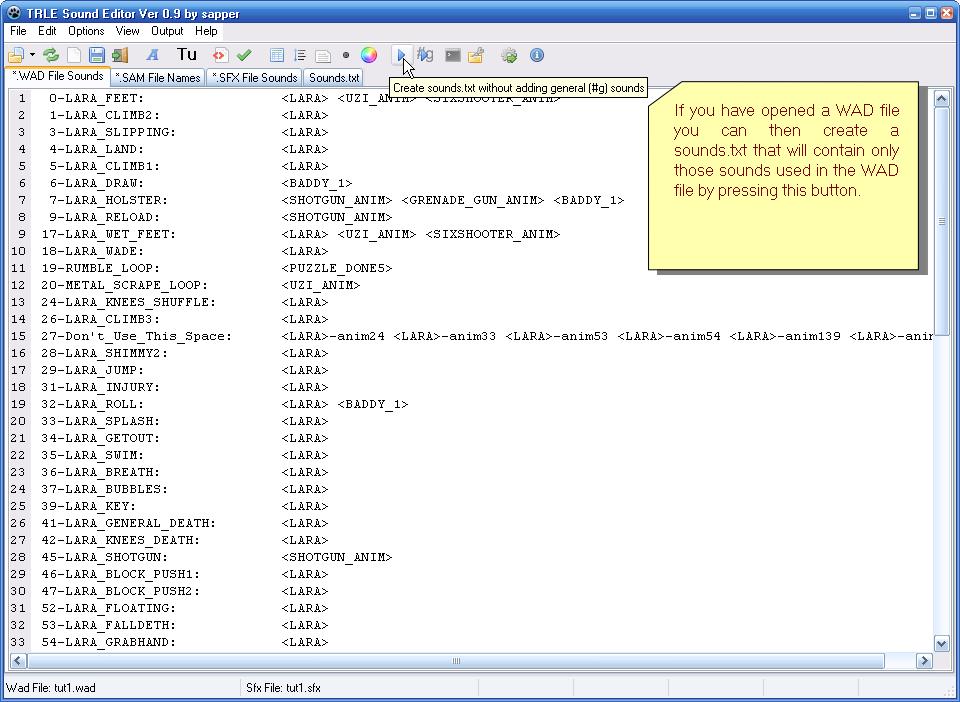 TRLE Sound Editor Ver 0.9 by sapper
File Edit Options View Output Help
Tu
*.WAD File Sounds *.SAM File Names *.SFX File Sounds Sounds.txt
Create sounds.txt without adding general (#g) sounds
If you have opened a WAD file
you can then create a
sounds.txt that will contain only
those sounds used in the WAD
file by pressing this button.
1 0-LARA_FEET: <LARA> <UZI_ANIM> <SIXSHOOTER_ANIM>
2 1-LARA_CLIMB2: <LARA>
3 3-LARA_SLIPPING: <LARA>
4 4-LARA_LAND: <LARA>
5 5-LARA_CLIMB1: <LARA>
6 6-LARA_DRAW: <BADDY_1>
7 7-LARA_HOLSTER: <SHOTGUN_ANIM> <GRENADE_GUN_ANIM> <BADDY_1>
8 9-LARA_RELOAD: <SHOTGUN_ANIM>
9 17-LARA_WET_FEET: <LARA> <UZI_ANIM> <SIXSHOOTER_ANIM>
10 18-LARA_WADE: <LARA>
11 19-RUMBLE_LOOP: <PUZZLE_DONE5>
12 20-METAL_SCRAPE_LOOP: <UZI_ANIM>
13 24-LARA_KNEES_SHUFFLE: <LARA>
14 26-LARA_CLIMB3: <LARA>
15 27-Don't_Use_This_Space: <LARA>-anim24 <LARA>-anim33 <LARA>-anim53 <LARA>-anim54 <LARA>-anim139 <LARA>-anim
16 28-LARA_SHIMMY2: <LARA>
17 29-LARA_JUMP: <LARA>
18 31-LARA_INJURY: <LARA>
19 32-LARA_ROLL: <LARA> <BADDY_1>
20 33-LARA_SPLASH: <LARA>
21 34-LARA_GETOUT: <LARA>
22 35-LARA_SWIM: <LARA>
23 36-LARA_BREATH: <LARA>
24 37-LARA_BUBBLES: <LARA>
25 39-LARA_KEY: <LARA>
26 41-LARA_GENERAL_DEATH: <LARA>
27 42-LARA_KNEES_DEATH: <LARA>
28 45-LARA_SHOTGUN: <SHOTGUN_ANIM>
29 46-LARA_BLOCK_PUSH1: <LARA>
30 47-LARA_BLOCK_PUSH2: <LARA>
31 52-LARA_FLOATING: <LARA>
32 53-LARA_FALLDETH: <LARA>
33 54-LARA_GRABHAND: <LARA>
Wad File: tut1.wad Sfx File: tut1.sfx